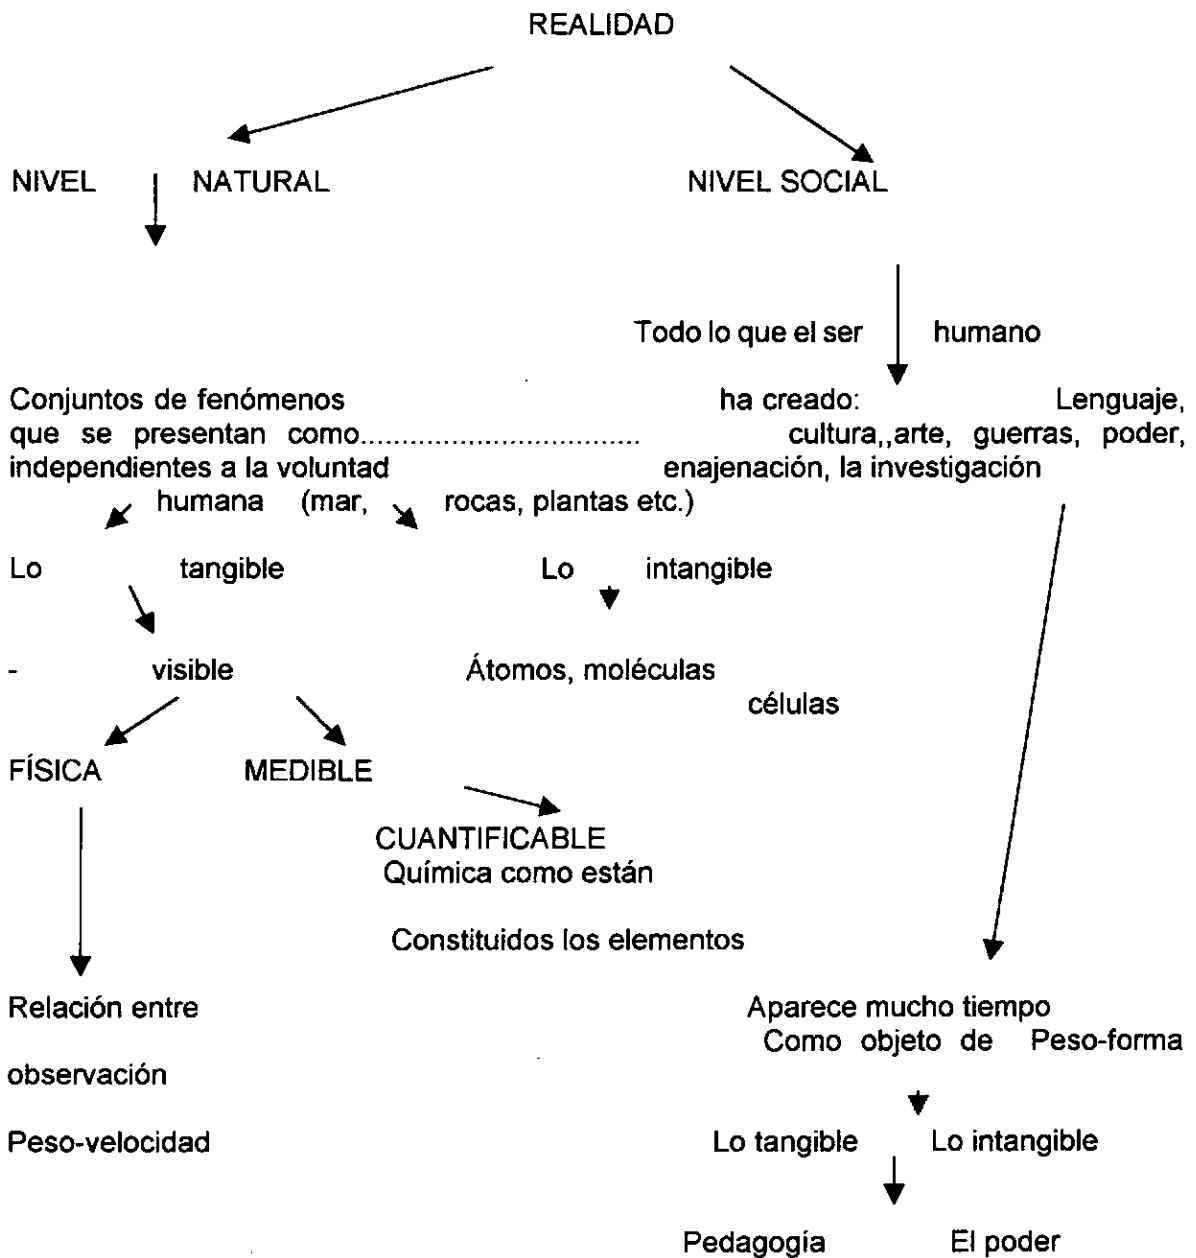 REALIDAD
NIVEL NATURAL NIVEL SOCIAL
Todo lo que el ser humano
Conjuntos de fenómenos ha creado: Lenguaje,
que se presentan como................................. cultura,,arte, guerras, poder,
independientes a la voluntad enajenación, la investigación
humana (mar, rocas, plantas etc.)
Lo tangible Lo intangible
- visible Átomos, moléculas
células
FÍSICA MEDIBLE
CUANTIFICABLE
Química como están
Constituidos los elementos
Relación entre Aparece mucho tiempo
Como objeto de Peso-forma
observación
Peso-velocidad Lo tangible Lo intangible
Pedagogía El poder